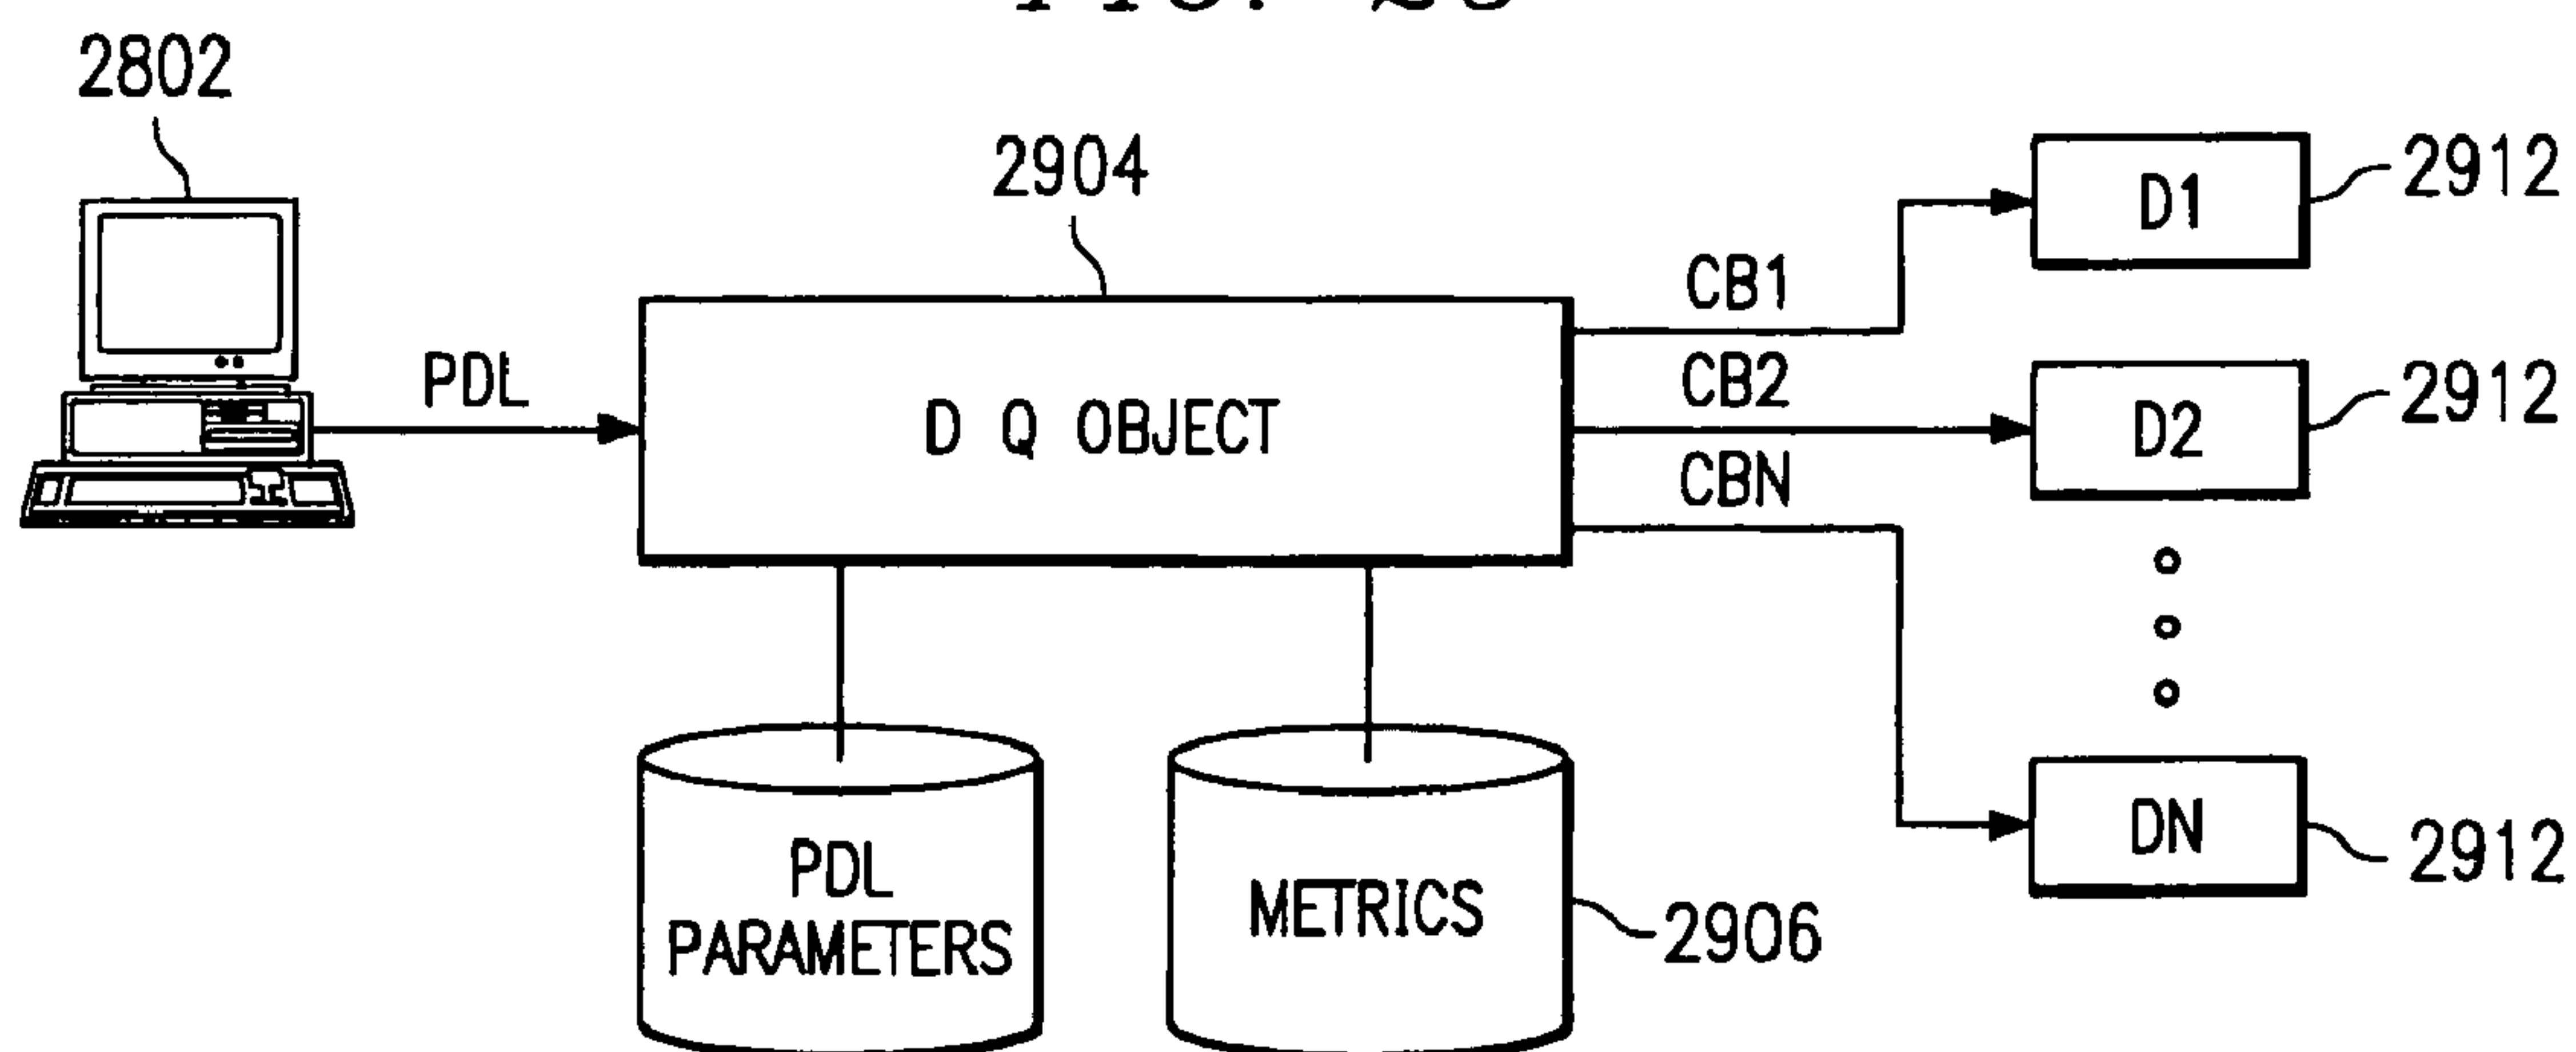 2802
2904
2912
D1
CB1
PDL
CB2
D Q OBJECT
D2
2912
CBN
PDL
PARAMETERS
METRICS
2906
DN
2912